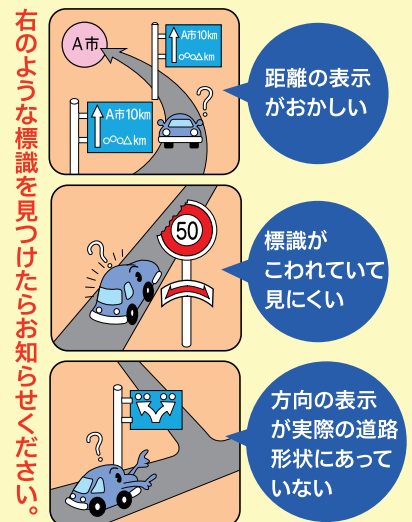 右のような標識を見つけたらお知らせください。
A市
A市10km
○○△km
A市10km
○○△km
?
距離の表示
がおかしい
?
50
標識が
こわれていて
見にくい
?
方向の表示
が実際の道路
形状にあって
いない